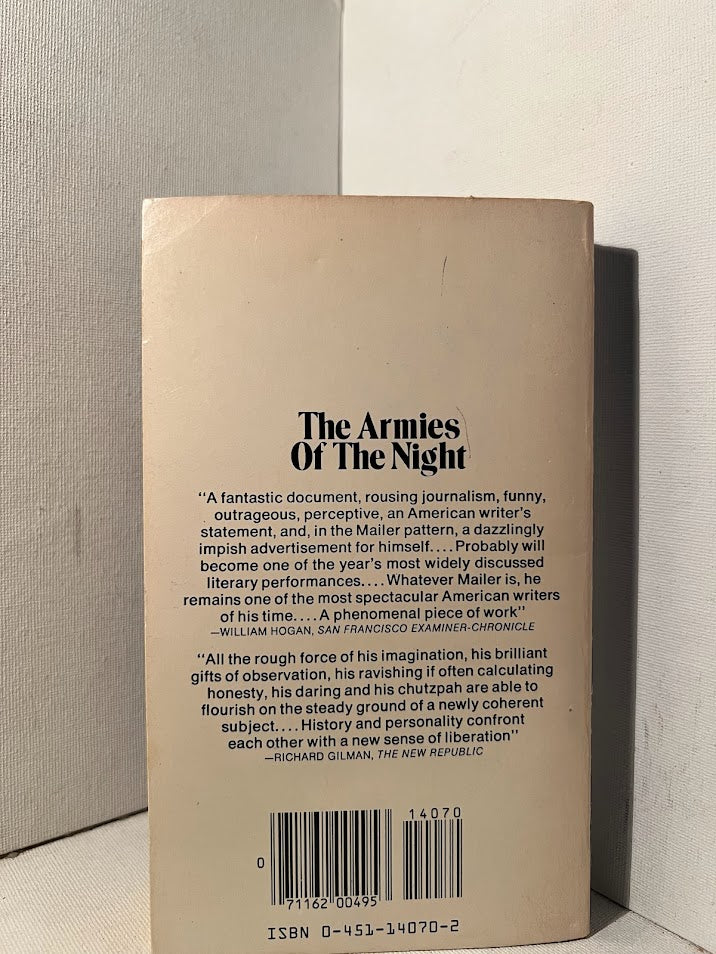 The Armies
Of The Night
“A fantastic document, rousing journalism, funny,
outrageous, perceptive, an American writer's
statement, and, in the Mailer pattern, a dazzlingly
impish advertisement for himself....Probably will
become one of the year's most widely discussed
literary performances....Whatever Mailer is, he
remains one of the most spectacular American writers
of his time....A phenomenal piece of work”
—WILLIAM HOGAN, SAN FRANCISCO EXAMINER-CHRONICLE
“All the rough force of his imagination, his brilliant
gifts of observation, his ravishing if often calculating
honesty, his daring and his chutzpah are able to
flourish on the steady ground of a newly coherent
subject....History and personality confront
each other with a new sense of liberation”
—RICHARD GILMAN, THE NEW REPUBLIC
14070
0
71162 00495
ISBN 0-451-14070-2